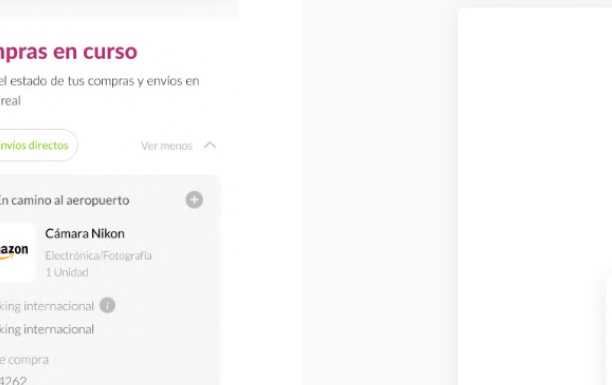 mpras en curso
el estado de tus compras y envíos en
real
nvíos directos
Ver menos
En camino al aeropuerto
Cámara Nikon
azon
Electrónica/Fotografía
1 Unidad
king internacional
king internacional
e compra
4262